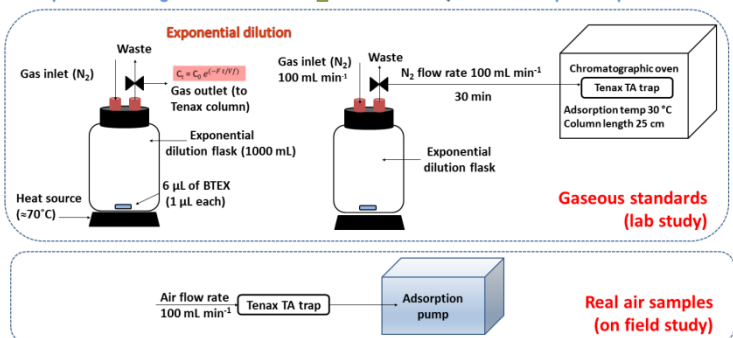 Exponential dilution
Waste
Gas inlet (N₂)
Cₜ = C₀ e^(−F t/Vf)
Gas outlet (to
Tenax column)
Exponential
dilution flask (1000 mL)
6 µL of BTEX
(1 µL each)
Heat source
(≈70˚C)
Gas inlet (N₂)
100 mL min⁻¹
Waste
N₂ flow rate 100 mL min⁻¹
30 min
Exponential
dilution flask
Chromatographic oven
Tenax TA trap
Adsorption temp 30 °C
Column length 25 cm
Gaseous standards
(lab study)
Air flow rate
100 mL min⁻¹
Tenax TA trap
Adsorption
pump
Real air samples
(on field study)